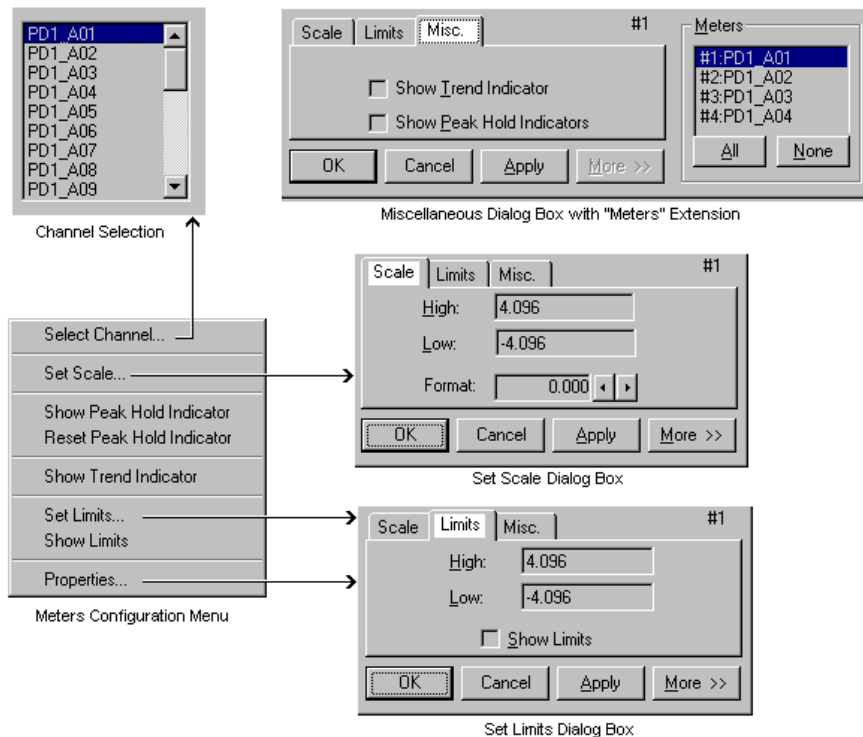 PD1_A01
PD1_A02
PD1_A03
PD1_A04
PD1_A05
PD1_A06
PD1_A07
PD1_A08
PD1_A09
Channel Selection
Scale Limits Misc. #1
Show Trend Indicator
Show Peak Hold Indicators
OK Cancel Apply More >>
Meters
#1:PD1_A01
#2:PD1_A02
#3:PD1_A03
#4:PD1_A04
All None
Miscellaneous Dialog Box with "Meters" Extension
Select Channel...
Set Scale...
Show Peak Hold Indicator
Reset Peak Hold Indicator
Show Trend Indicator
Set Limits...
Show Limits
Properties...
Meters Configuration Menu
Scale Limits Misc. #1
High: 4.096
Low: -4.096
Format: 0.000
OK Cancel Apply More >>
Set Scale Dialog Box
Scale Limits Misc. #1
High: 4.096
Low: -4.096
Show Limits
OK Cancel Apply More >>
Set Limits Dialog Box